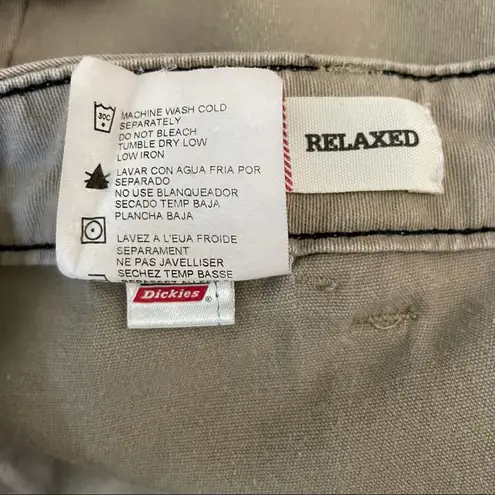 30C
MACHINE WASH COLD
SEPARATELY
DO NOT BLEACH
TUMBLE DRY LOW
LOW IRON
LAVAR CON AGUA FRIA POR
SEPARADO
NO USE BLANQUEADOR
SECADO TEMP BAJA
PLANCHA BAJA
LAVEZ A L'EUA FROIDE
SEPARAMENT
NE PAS JAVELLISER
SECHEZ TEMP BASSE
RELAXED
Dickies®